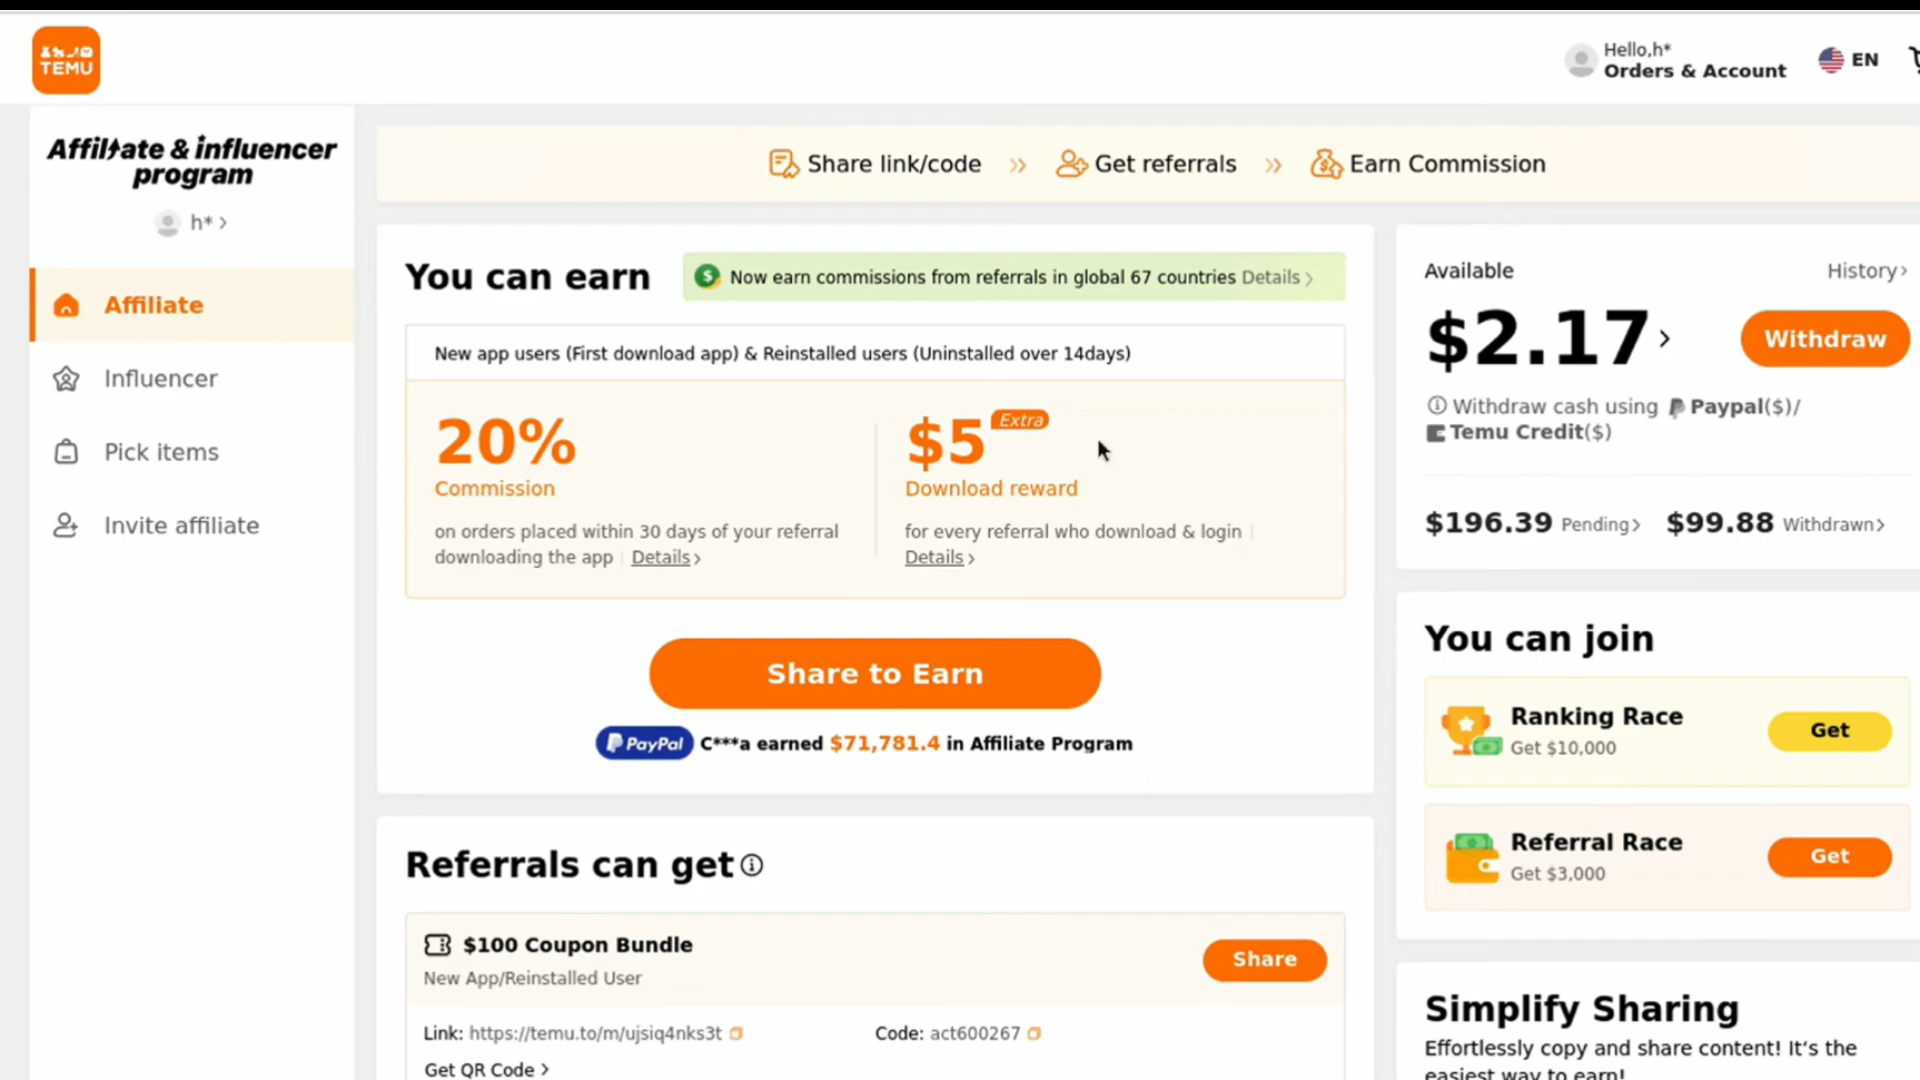 TEMU
Hello,h*
Orders & Account
EN
Affiliate & influencer
program
h* >
Affiliate
Influencer
Pick items
Invite affiliate
Share link/code >> Get referrals >> Earn Commission
You can earn
$ Now earn commissions from referrals in global 67 countries Details >
New app users (First download app) & Reinstalled users (Uninstalled over 14days)
20%
Commission
on orders placed within 30 days of your referral
downloading the app | Details >
$5 Extra
Download reward
for every referral who download & login |
Details >
Share to Earn
PayPal C***a earned $71,781.4 in Affiliate Program
Referrals can get
$100 Coupon Bundle
New App/Reinstalled User
Share
Link: https://temu.to/m/ujsiq4nks3t
Code: act600267
Get QR Code >
Available
History >
$2.17 >
Withdraw
Withdraw cash using Paypal($)/
Temu Credit($)
$196.39 Pending > $99.88 Withdrawn >
You can join
Ranking Race
Get $10,000
Get
Referral Race
Get $3,000
Get
Simplify Sharing
Effortlessly copy and share content! It's the
easiest way to earn!